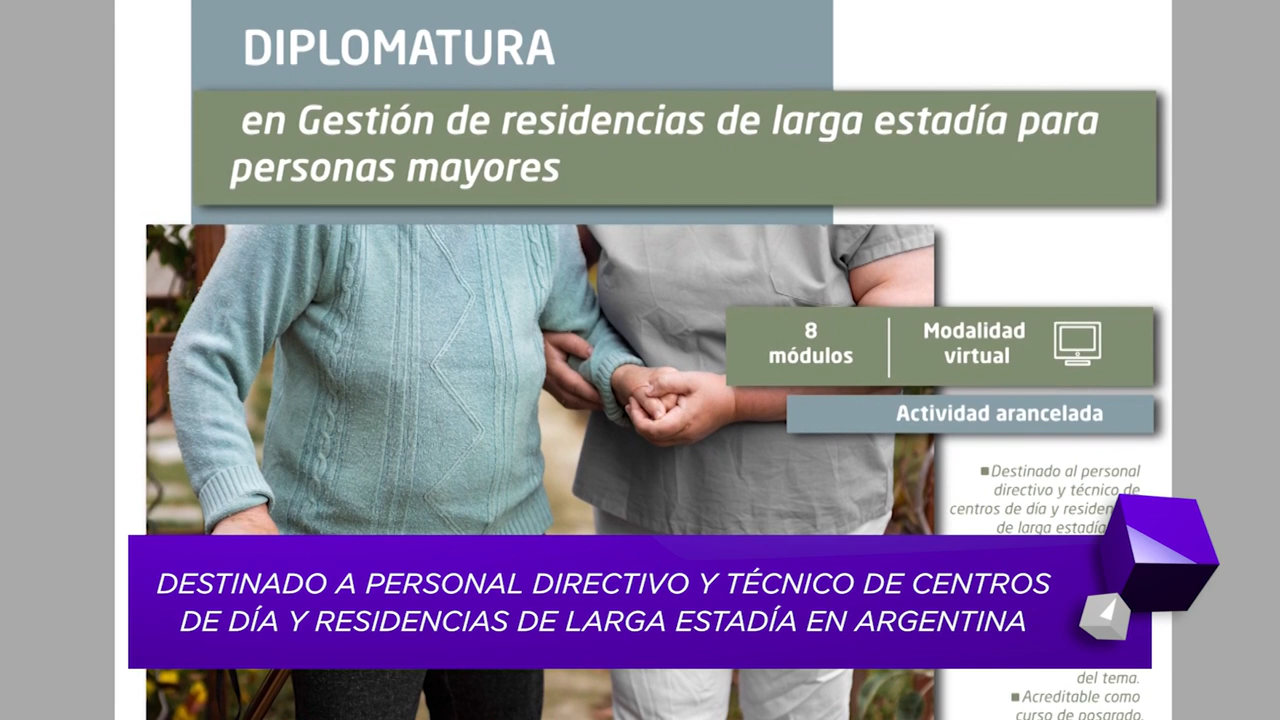 DIPLOMATURA
en Gestión de residencias de larga estadía para
personas mayores
8
módulos
Modalidad
virtual
Actividad arancelada
Destinado al personal
directivo y técnico de
centros de día y
de larga estadía
DESTINADO A PERSONAL DIRECTIVO Y TÉCNICO DE CENTROS
DE DÍA Y RESIDENCIAS DE LARGA ESTADÍA EN ARGENTINA
del tema.
Acreditable como
curso de posgrado.